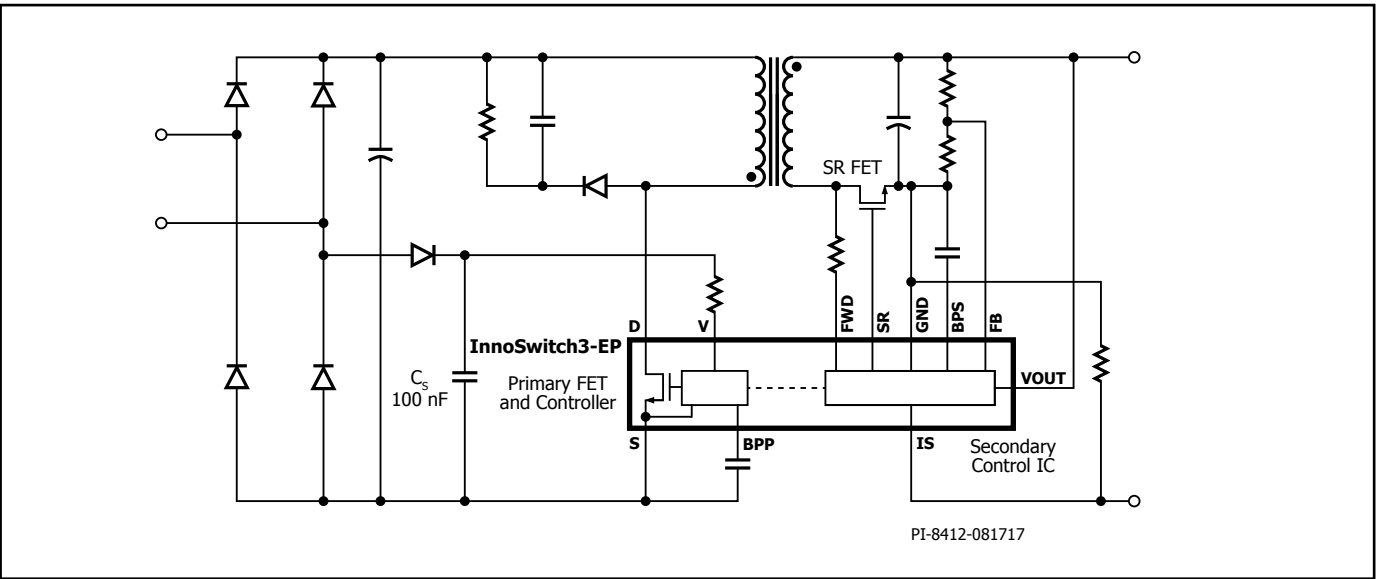 SR FET
FWD
SR
GND
BPS
FB
D
V
InnoSwitch3-EP
Primary FET
and Controller
C_S
100 nF
VOUT
S
BPP
IS
Secondary
Control IC
PI-8412-081717